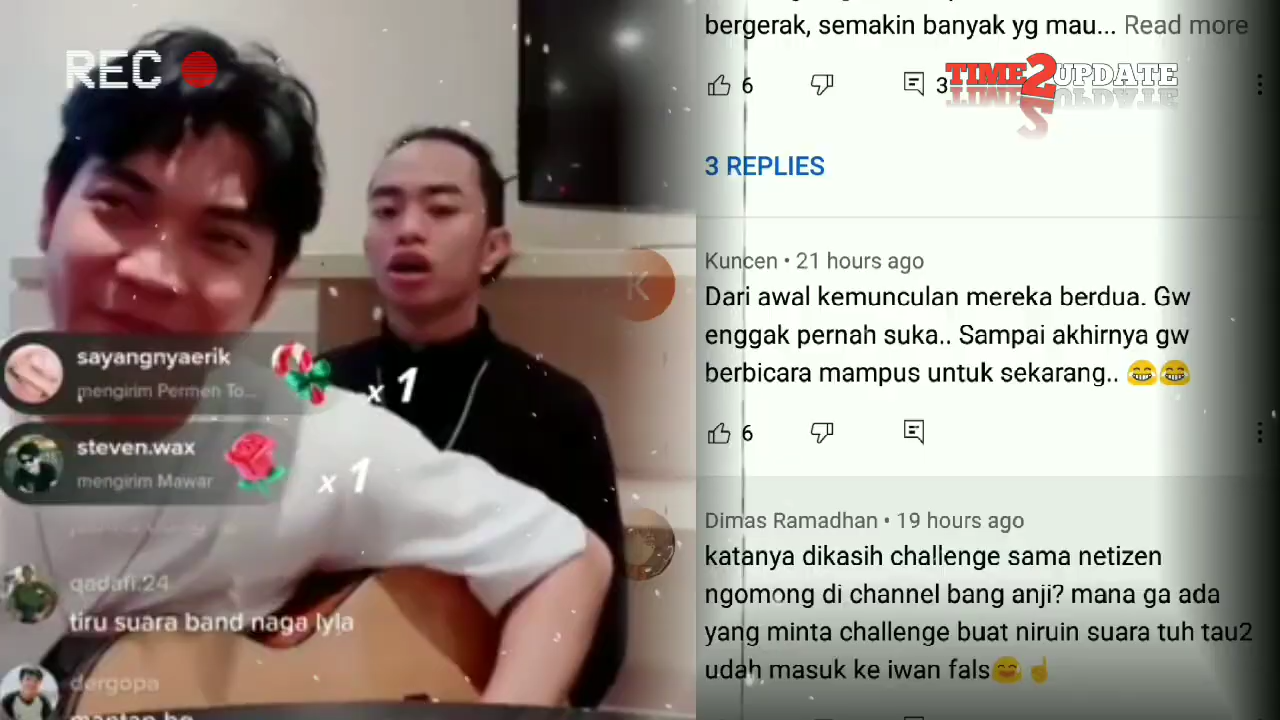 REC
sayangnyaerik
mengirim Permen To...
x 1
steven.wax
mengirim Mawar
x 1
qadafi.24
tiru suara band naga lyla
dergopa
mantap bg
bergerak, semakin banyak yg mau... Read more
6
3
TIME2UPDATE
3 REPLIES
K
Kuncen • 21 hours ago
Dari awal kemunculan mereka berdua. Gw
enggak pernah suka.. Sampai akhirnya gw
berbicara mampus untuk sekarang.. 😁😂
6
Dimas Ramadhan • 19 hours ago
katanya dikasih challenge sama netizen
ngomong di channel bang anji? mana ga ada
yang minta challenge buat niruin suara tuh tau2
udah masuk ke iwan fals🤗☝